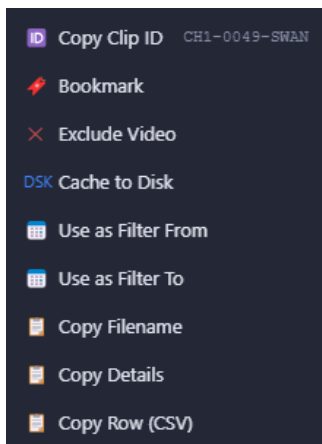 ID Copy Clip ID CH1-0049-SWAN
Bookmark
Exclude Video
DSK Cache to Disk
Use as Filter From
Use as Filter To
Copy Filename
Copy Details
Copy Row (CSV)